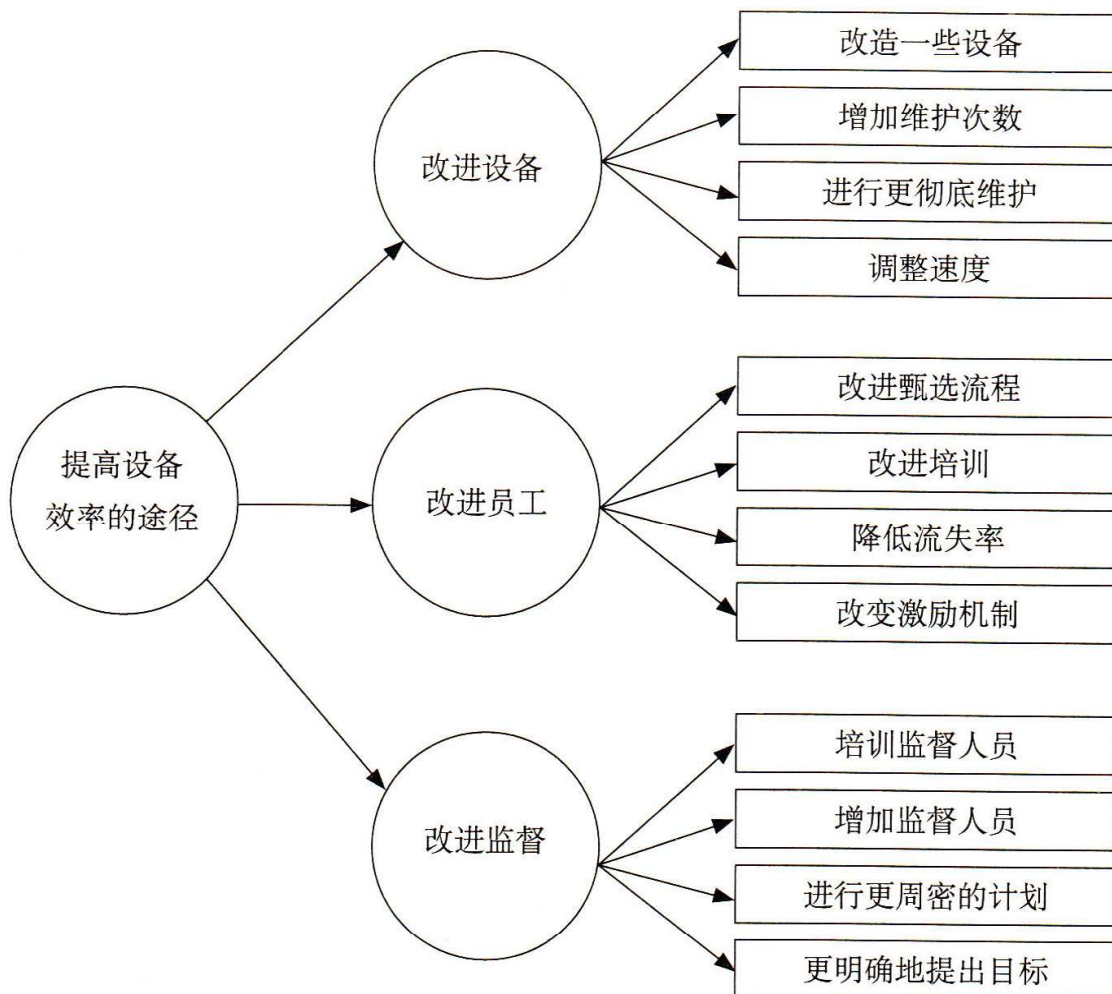 提高设备
效率的途径
改进设备
改造一些设备
增加维护次数
进行更彻底维护
调整速度
改进员工
改进甄选流程
改进培训
降低流失率
改变激励机制
改进监督
培训监督人员
增加监督人员
进行更周密的计划
更明确地提出目标